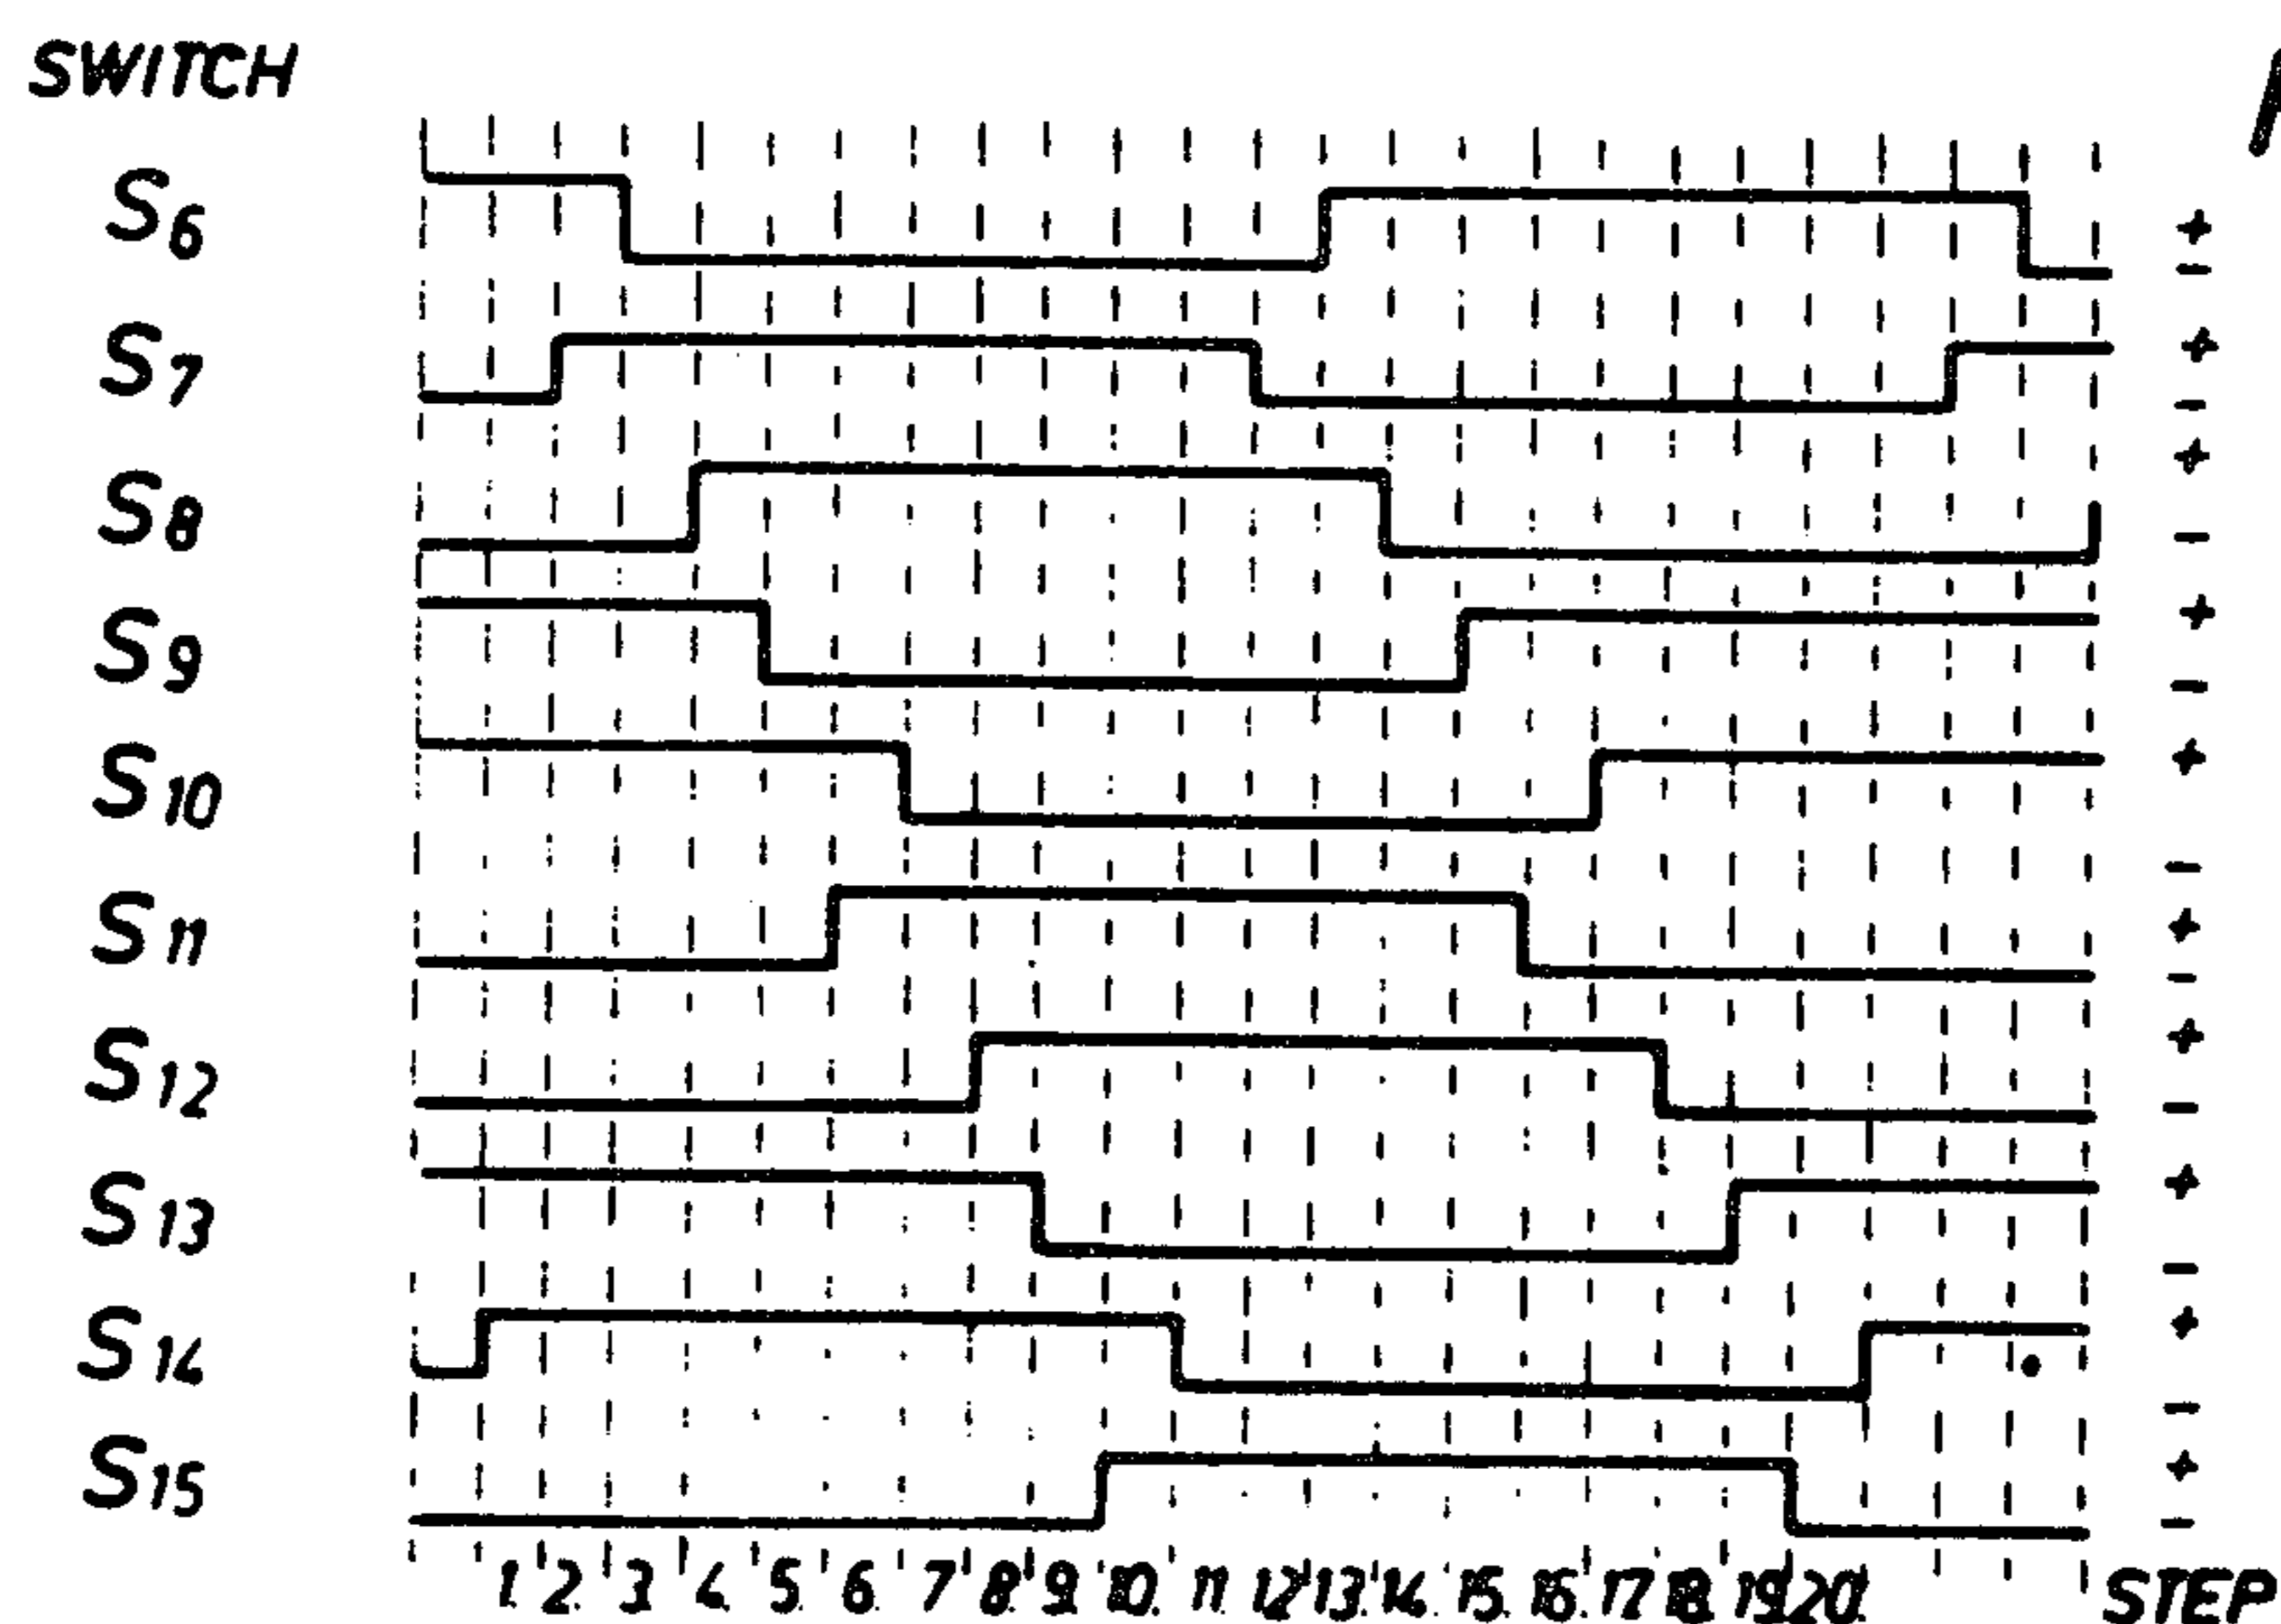 SWITCH
S6 + -
S7 + -
S8 + -
S9 + -
S10 + -
S11 + -
S12 + -
S13 + -
S14 + -
S15 + -
1. 2. 3 4. 5. 6. 7 8. 9. 10. 11. 12 13. 14. 15. 16. 17 18. 19 20. STEP